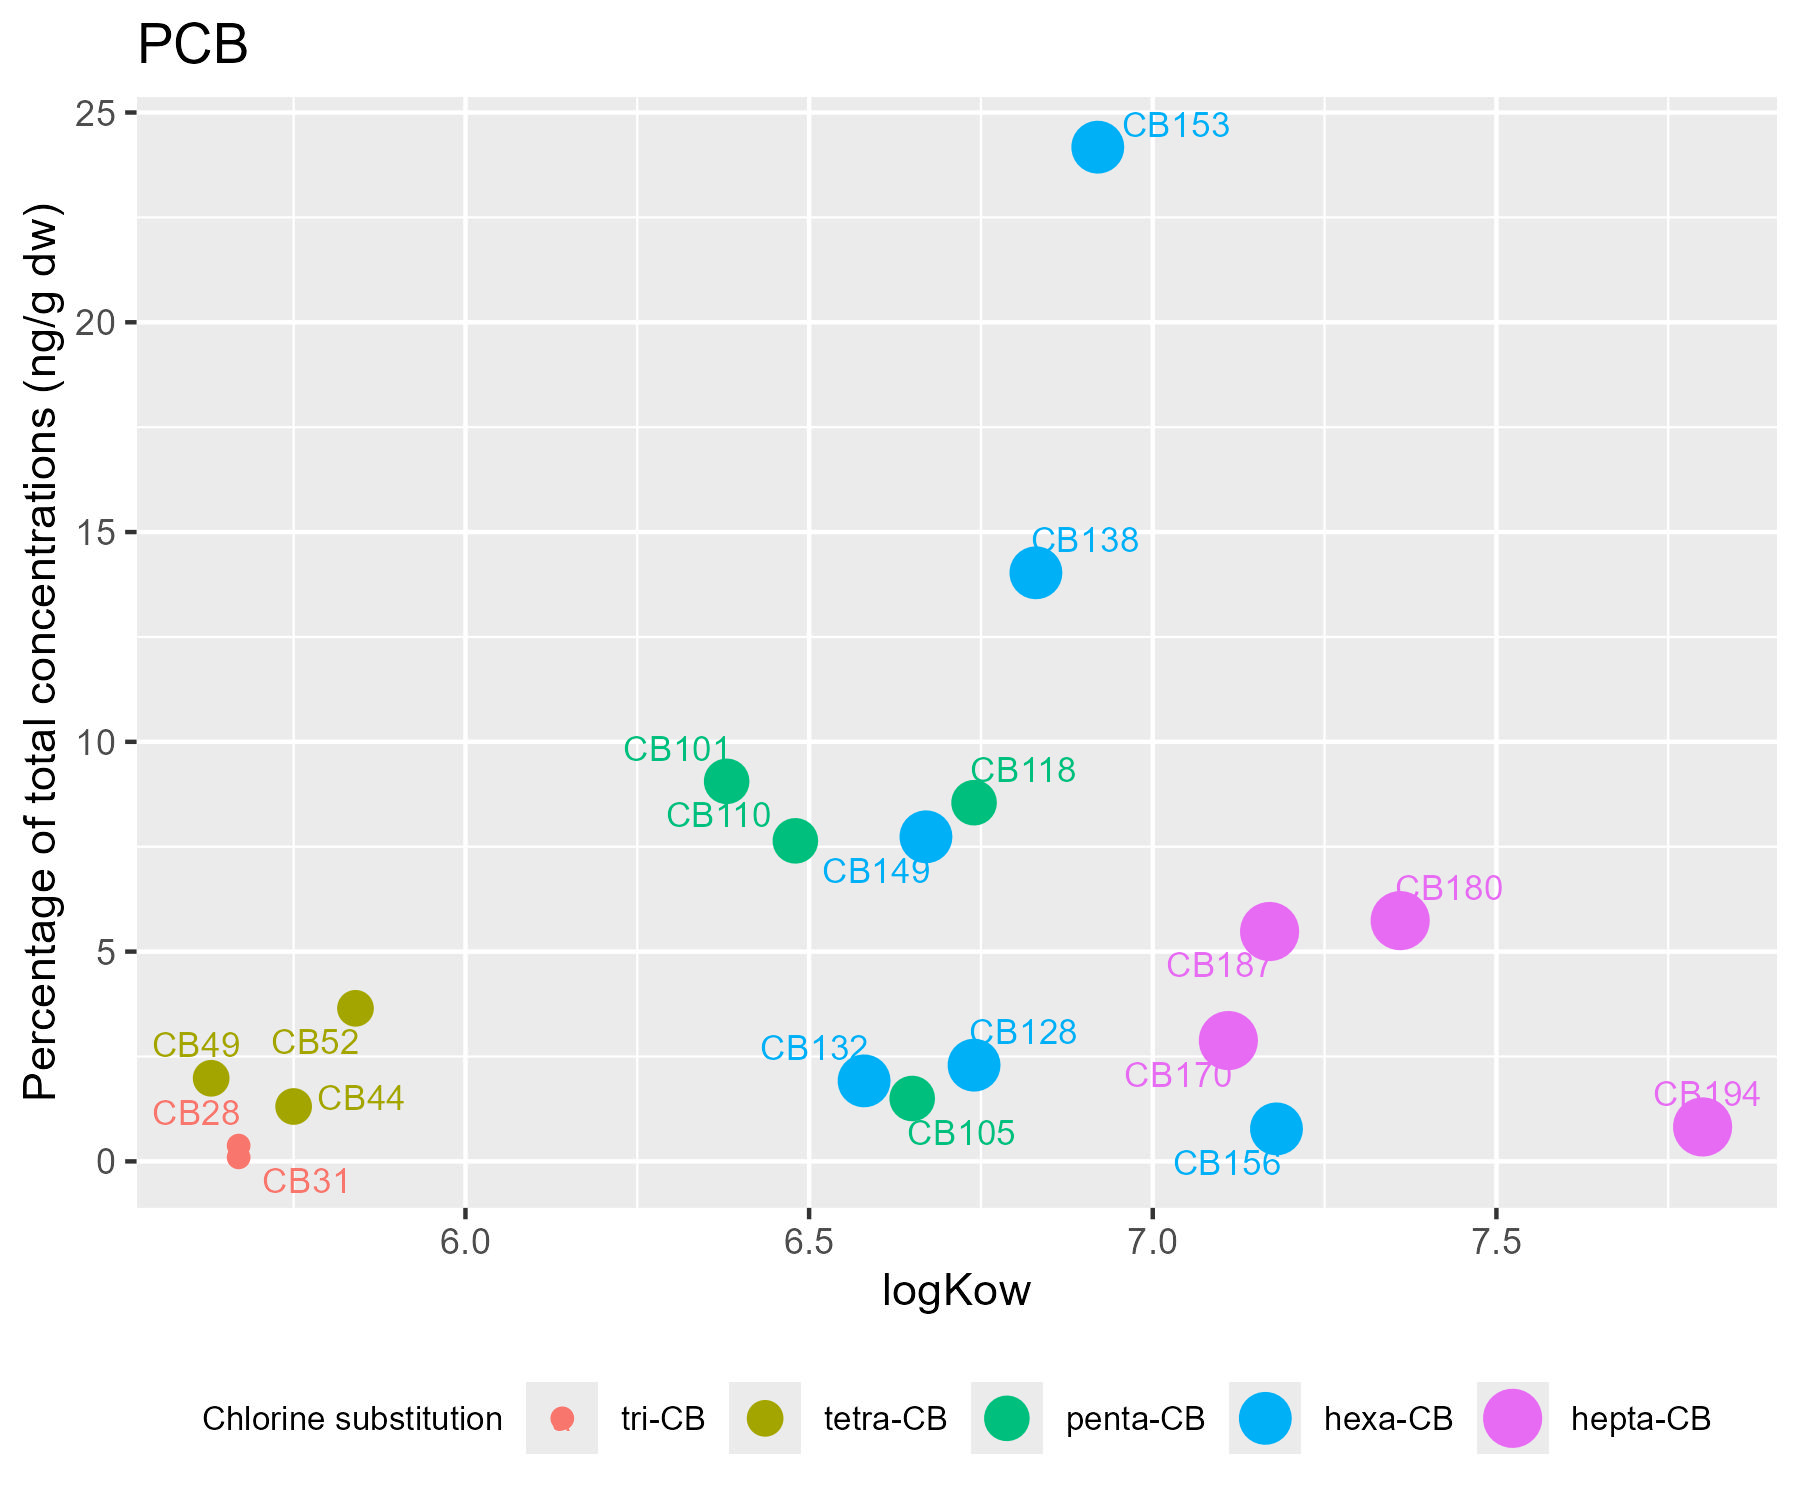 PCB
Percentage of total concentrations (ng/g dw)
25
20
15
10
5
0
CB153
CB138
CB101
CB118
CB110
CB149
CB180
CB187
CB49
CB52
CB132
CB128
CB170
CB44
CB28
CB194
CB105
CB156
CB31
6.0
6.5
7.0
7.5
logKow
Chlorine substitution tri-CB tetra-CB penta-CB hexa-CB hepta-CB